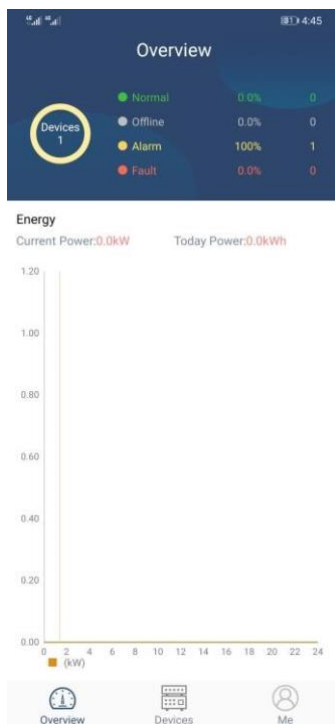 4:45
Overview
Devices
1
Normal 0.0% 0
Offline 0.0% 0
Alarm 100% 1
Fault 0.0% 0
Energy
Current Power:0.0kW Today Power:0.0kWh
1.20
1.00
0.80
0.60
0.40
0.20
0.00
0 2 4 6 8 10 12 14 16 18 20 22 24
(kW)
Overview Devices Me